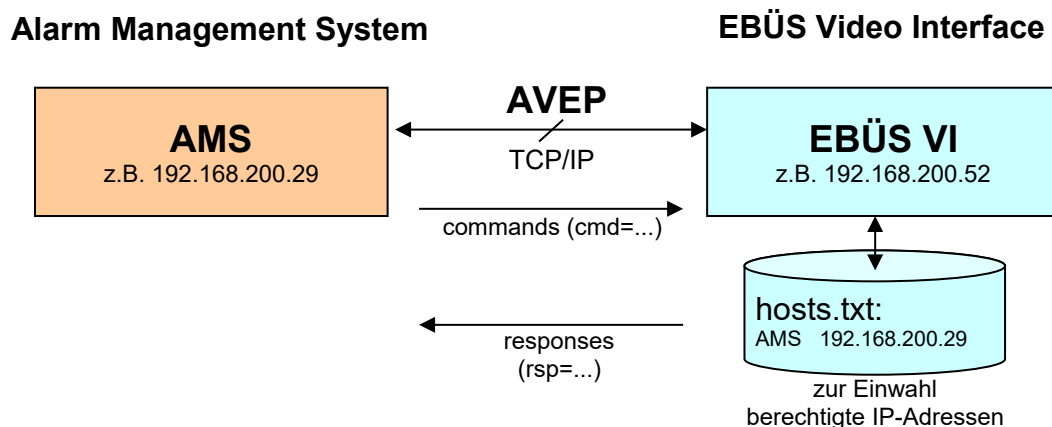 Alarm Management System
EBÜS Video Interface
AMS
z.B. 192.168.200.29
AVEP
TCP/IP
EBÜS VI
z.B. 192.168.200.52
commands (cmd=...)
responses
(rsp=...)
hosts.txt:
AMS 192.168.200.29
zur Einwahl
berechtigte IP-Adressen